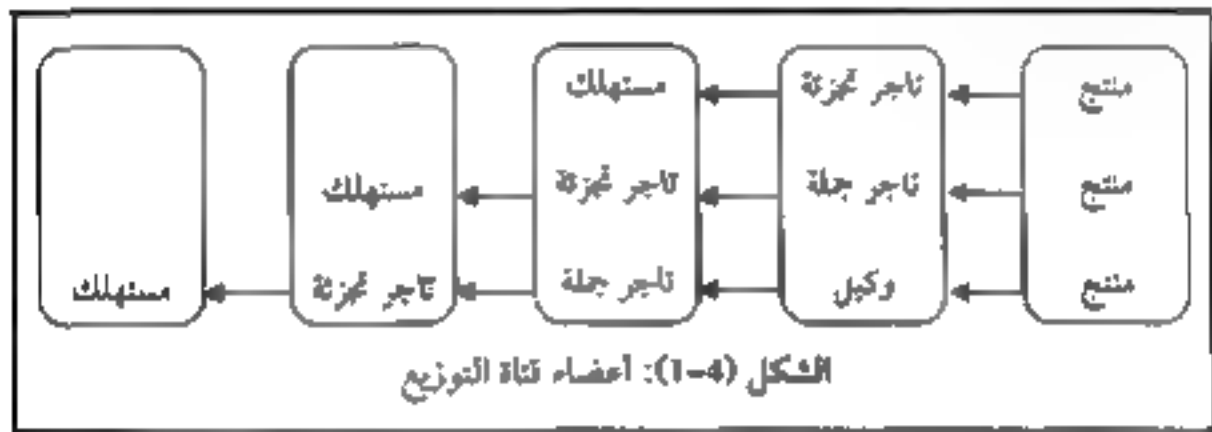 منتج تاجر تجزئة مستهلك
منتج تاجر جملة تاجر تجزئة مستهلك
منتج وكيل تاجر جملة تاجر تجزئة مستهلك
الشكل (4-1): أعضاء قناة التوزيع